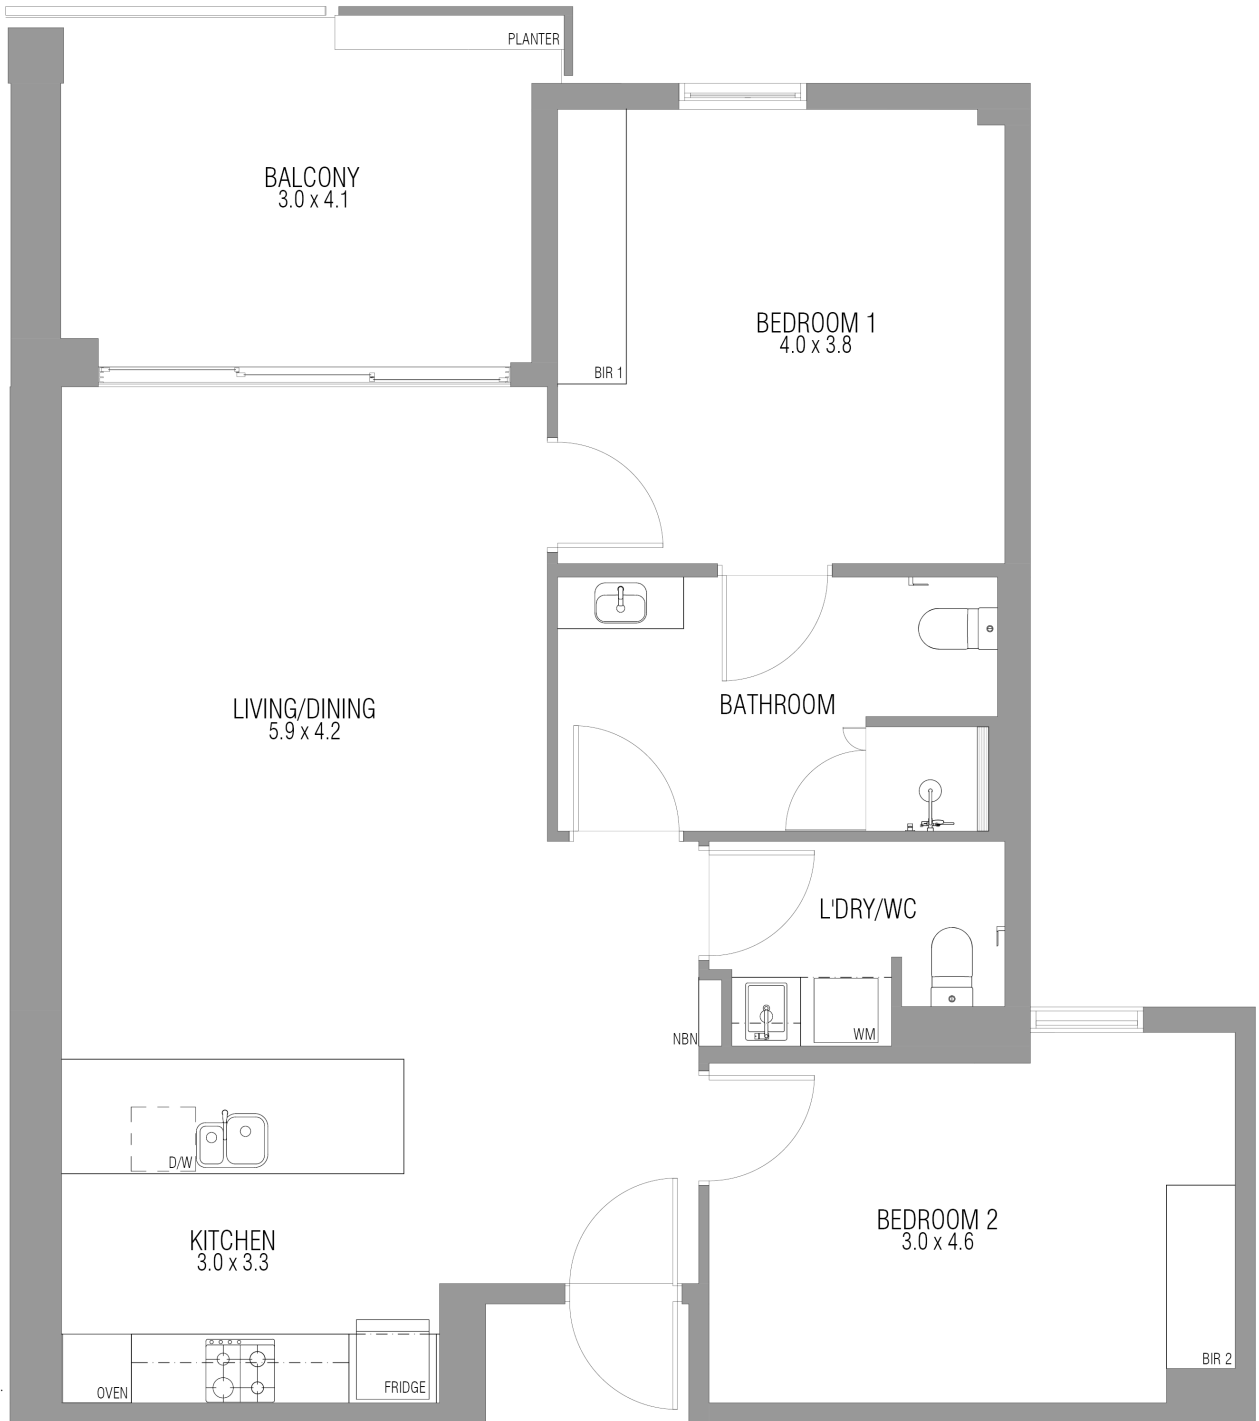 PLANTER
BALCONY
3.0 x 4.1
BEDROOM 1
4.0 x 3.8
BIR 1
LIVING/DINING
5.9 x 4.2
BATHROOM
L'DRY/WC
NBN
WM
D/W
KITCHEN
3.0 x 3.3
BEDROOM 2
3.0 x 4.6
BIR 2
OVEN
FRIDGE